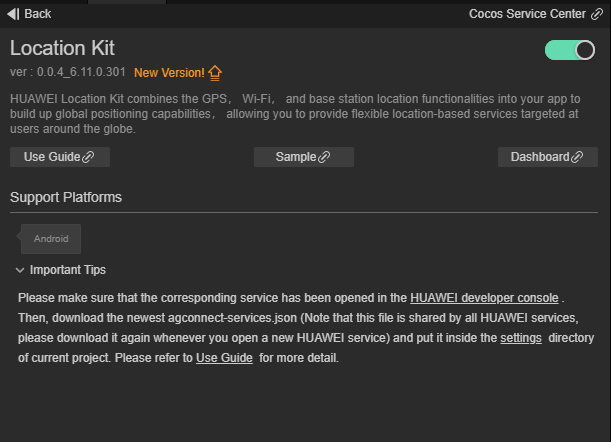 Back
Cocos Service Center
Location Kit
ver : 0.0.4_6.11.0.301 New Version!
HUAWEI Location Kit combines the GPS， Wi-Fi， and base station location functionalities into your app to
build up global positioning capabilities， allowing you to provide flexible location-based services targeted at
users around the globe.
Use Guide
Sample
Dashboard
Support Platforms
Android
Important Tips
Please make sure that the corresponding service has been opened in the HUAWEI developer console .
Then, download the newest agconnect-services.json (Note that this file is shared by all HUAWEI services,
please download it again whenever you open a new HUAWEI service) and put it inside the settings directory
of current project. Please refer to Use Guide for more detail.